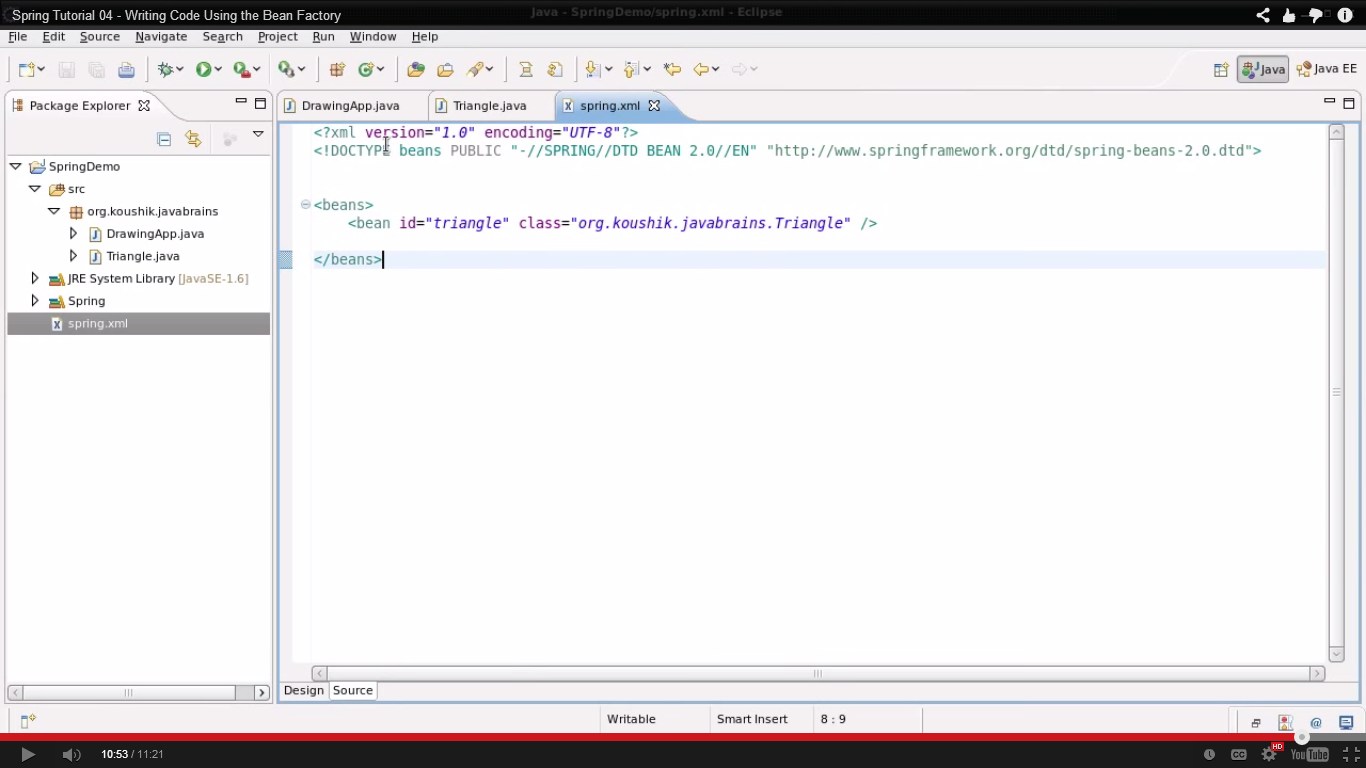 Spring Tutorial 04 - Writing Code Using the Bean Factory
Java - SpringDemo/spring.xml - Eclipse
File Edit Source Navigate Search Project Run Window Help
Java Java EE
Package Explorer
DrawingApp.java Triangle.java spring.xml
SpringDemo
src
org.koushik.javabrains
DrawingApp.java
Triangle.java
JRE System Library [JavaSE-1.6]
Spring
spring.xml
<?xml version="1.0" encoding="UTF-8"?>
<!DOCTYPE beans PUBLIC "-//SPRING//DTD BEAN 2.0//EN" "http://www.springframework.org/dtd/spring-beans-2.0.dtd">
<beans>
<bean id="triangle" class="org.koushik.javabrains.Triangle" />
</beans>
Design Source
Writable Smart Insert 8 : 9
10:53 / 11:21 CC HD YouTube